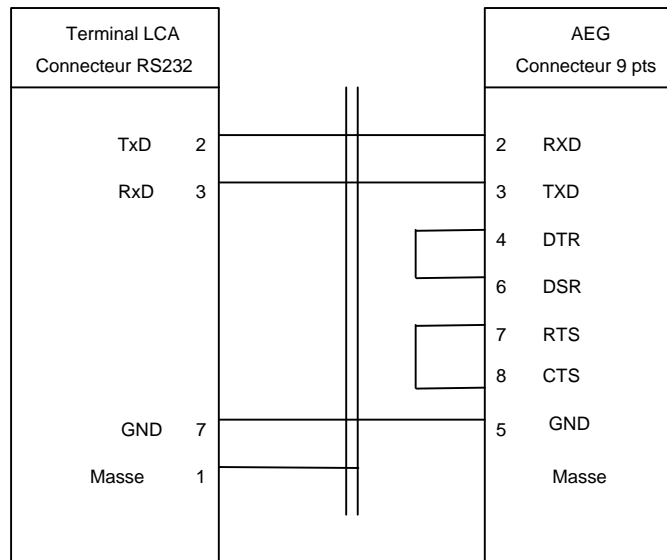 Terminal LCA
Connecteur RS232
AEG
Connecteur 9 pts
TxD 2
2 RXD
RxD 3
3 TXD
4 DTR
6 DSR
7 RTS
8 CTS
GND 7
5 GND
Masse 1
Masse